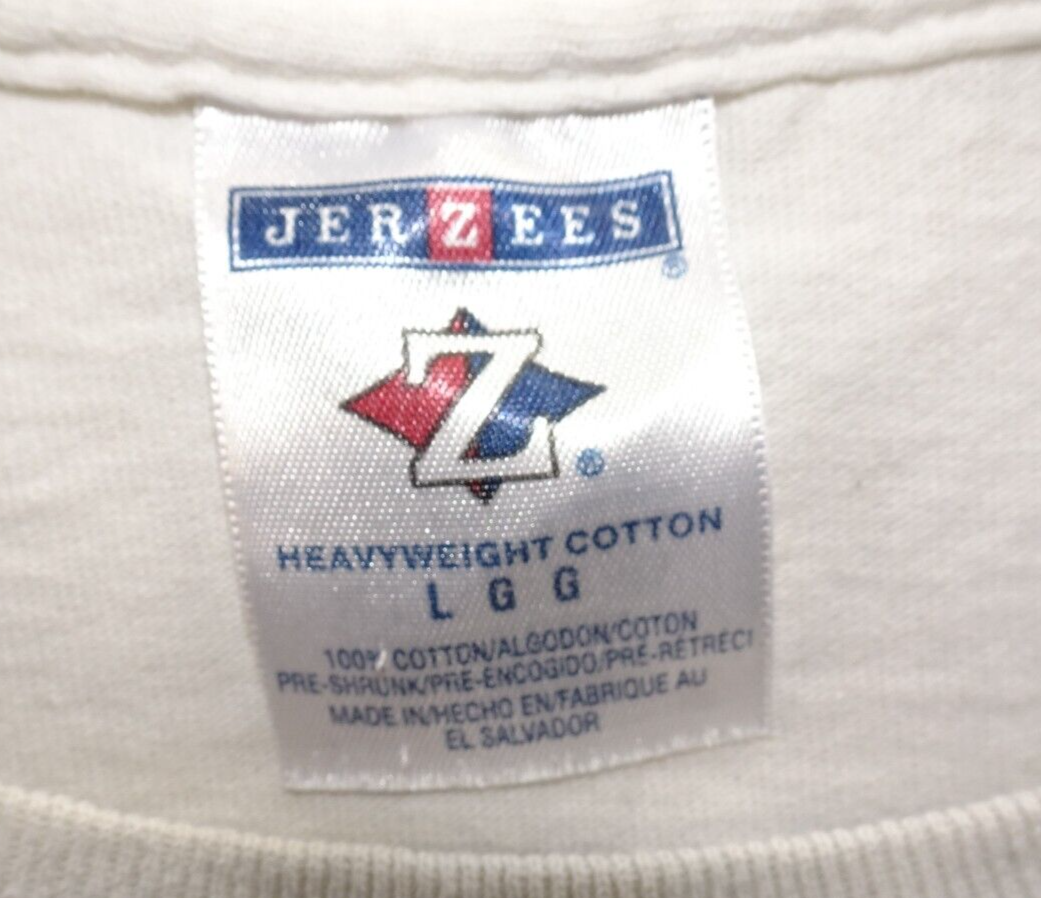 JERZEES
®
Z
®
HEAVYWEIGHT COTTON
L G G
100% COTTON/ALGODON/COTON
PRE-SHRUNK/PRE-ENCOGIDO/PRÉ-RÉTRECI
MADE IN/HECHO EN/FABRIQUE AU
EL SALVADOR